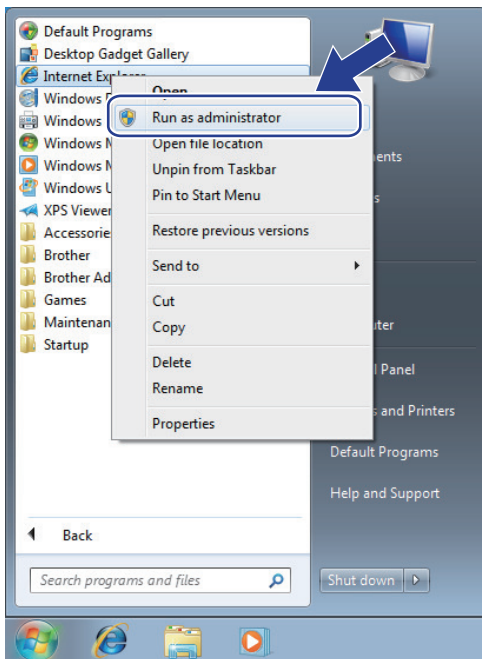 Default Programs
Desktop Gadget Gallery
Internet Explorer
Windows
Windows
Windows
Windows
Windows
XPS Viewer
Accessorie
Brother
Brother Ad
Games
Maintenan
Startup
Back
Search programs and files
Open
Run as administrator
Open file location
Unpin from Taskbar
Pin to Start Menu
Restore previous versions
Send to
Cut
Copy
Delete
Rename
Properties
ments
s
uter
l Panel
s and Printers
Default Programs
Help and Support
Shut down